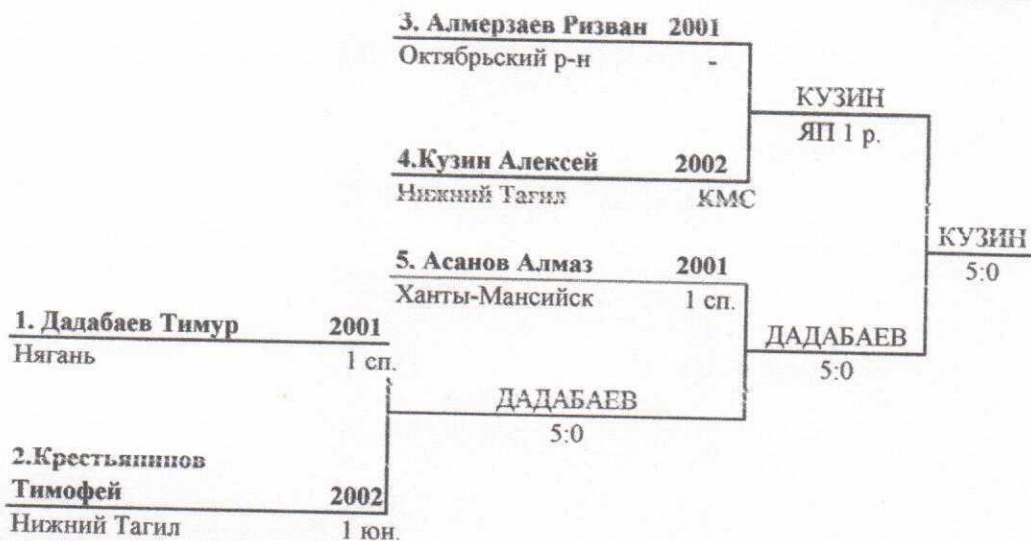 3. Алмерзаев Ризван 2001
Октябрьский р-н -
КУЗИН
ЯП 1 р.
4.Кузин Алексей 2002
Нижний Тагил КМС
КУЗИН
5:0
5. Асанов Алмаз 2001
Ханты-Мансийск 1 сп.
1. Дадабаев Тимур 2001
Нягань 1 сп.
ДАДАБАЕВ
5:0
ДАДАБАЕВ
5:0
2.Крестьянинов
Тимофей 2002
Нижний Тагил 1 юн.